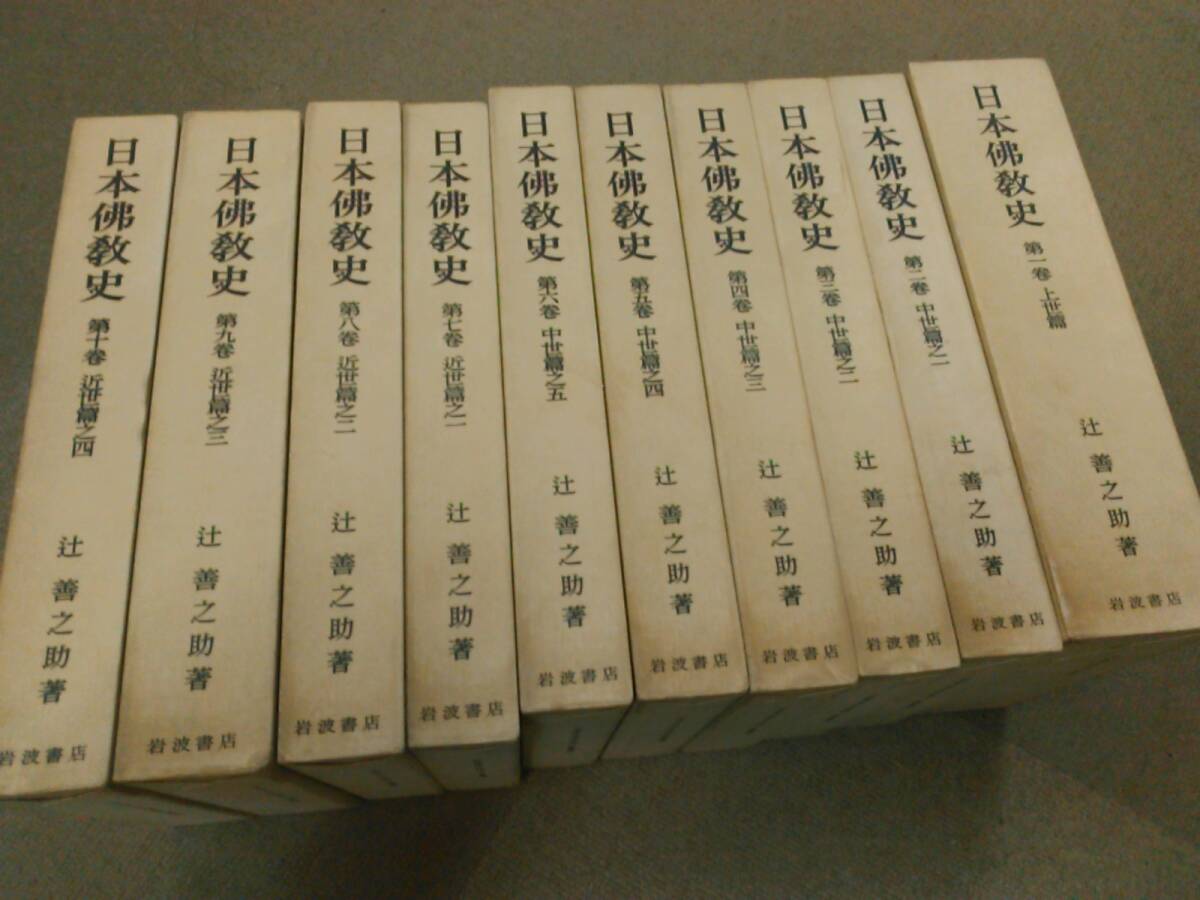 日本佛教史 第一卷 上世篇 辻 善之助著 岩波書店
日本佛教史 第二卷 中世篇之一 辻 善之助著 岩波書店
日本佛教史 第三卷 中世篇之二 辻 善之助著 岩波書店
日本佛教史 第四卷 中世篇之三 辻 善之助著 岩波書店
日本佛教史 第五卷 中世篇之四 辻 善之助著 岩波書店
日本佛教史 第六卷 中世篇之五 辻 善之助著 岩波書店
日本佛教史 第七卷 近世篇之一 辻 善之助著 岩波書店
日本佛教史 第八卷 近世篇之二 辻 善之助著 岩波書店
日本佛教史 第九卷 近世篇之三 辻 善之助著 岩波書店
日本佛教史 第十卷 近世篇之四 辻 善之助著 岩波書店